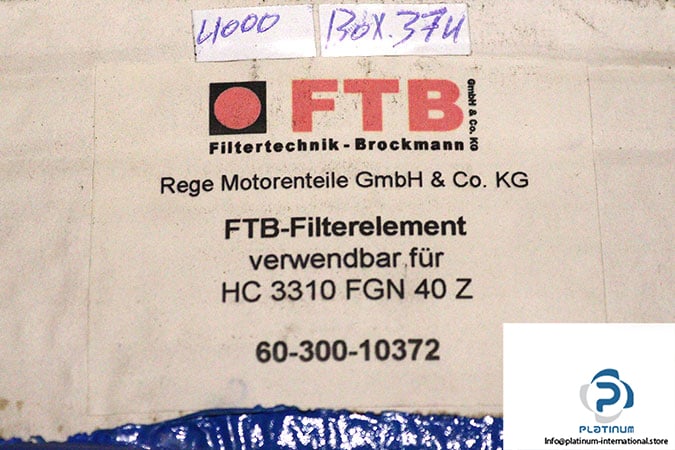 4000 Box.374
FTB GmbH & Co. KG
Filtertechnik-Brockmann
Rege Motorenteile GmbH & Co. KG
FTB-Filterelement
verwendbar für
HC 3310 FGN 40 Z
60-300-10372
PLATINUM
Info@platinum-international.store